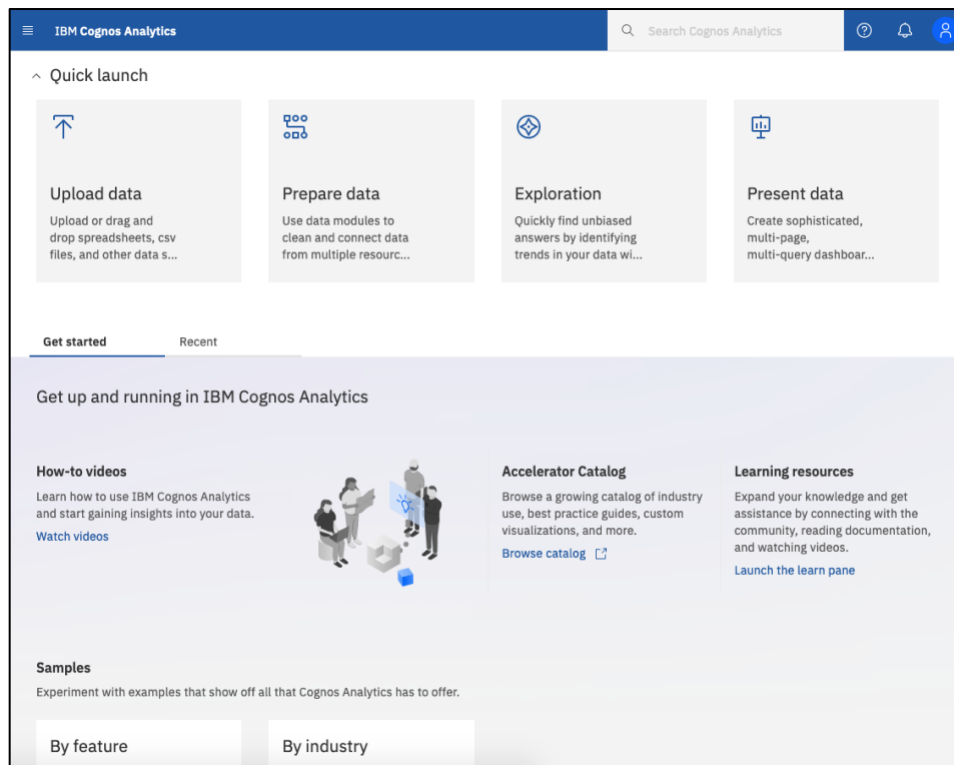 IBM Cognos Analytics
Search Cognos Analytics
Quick launch
Upload data
Upload or drag and
drop spreadsheets, csv
files, and other data s...
Prepare data
Use data modules to
clean and connect data
from multiple resourc...
Exploration
Quickly find unbiased
answers by identifying
trends in your data wi...
Present data
Create sophisticated,
multi-page,
multi-query dashboar...
Get started
Recent
Get up and running in IBM Cognos Analytics
How-to videos
Learn how to use IBM Cognos Analytics
and start gaining insights into your data.
Watch videos
Accelerator Catalog
Browse a growing catalog of industry
use, best practice guides, custom
visualizations, and more.
Browse catalog
Learning resources
Expand your knowledge and get
assistance by connecting with the
community, reading documentation,
and watching videos.
Launch the learn pane
Samples
Experiment with examples that show off all that Cognos Analytics has to offer.
By feature
By industry